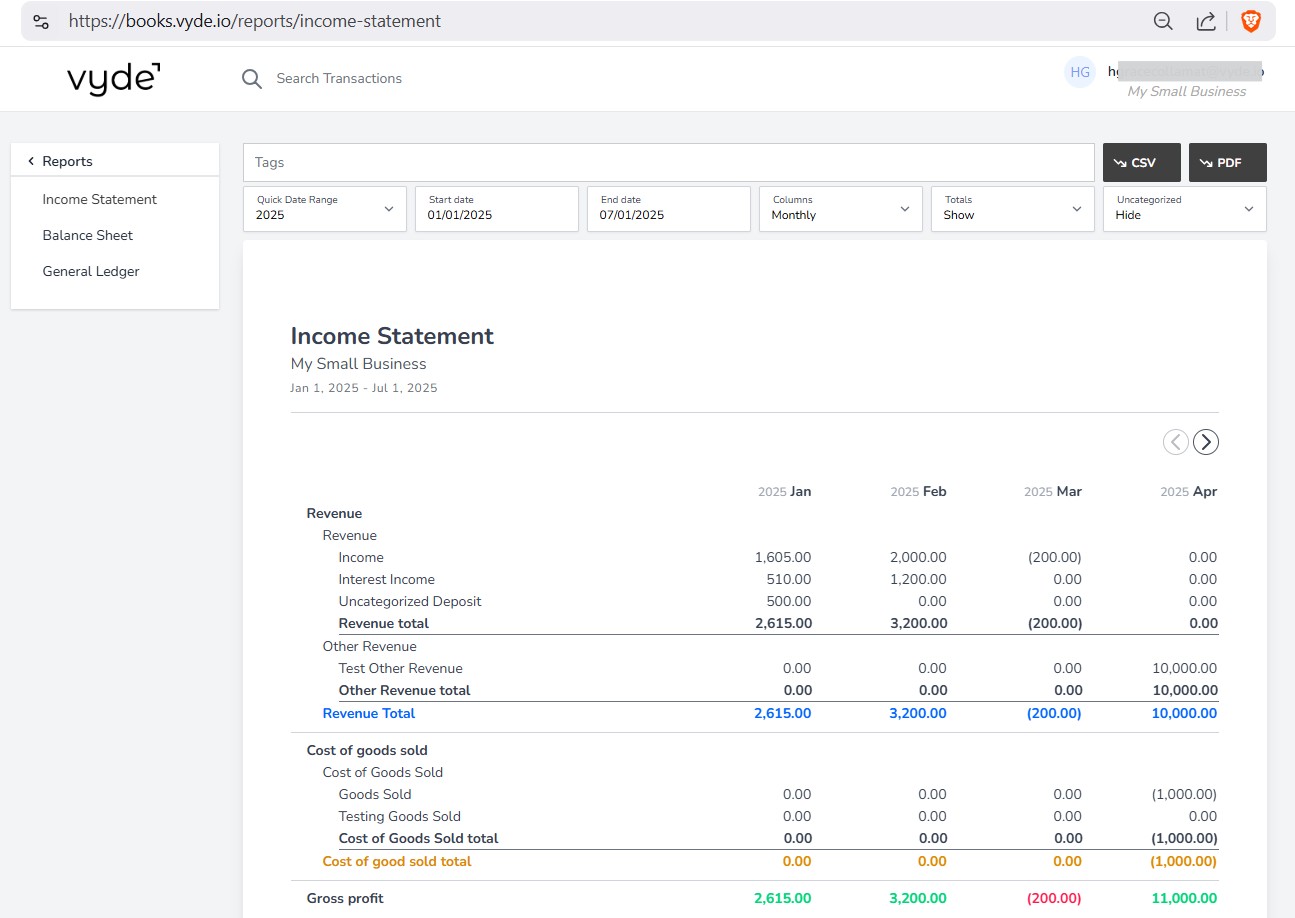 https://books.vyde.io/reports/income-statement
vyde
Search Transactions
HG
My Small Business
Reports
Income Statement
Balance Sheet
General Ledger
Tags
CSV
PDF
Quick Date Range
2025
Start date
01/01/2025
End date
07/01/2025
Columns
Monthly
Totals
Show
Uncategorized
Hide
Income Statement
My Small Business
Jan 1, 2025 - Jul 1, 2025
2025 Jan 2025 Feb 2025 Mar 2025 Apr
Revenue
Revenue
Income 1,605.00 2,000.00 (200.00) 0.00
Interest Income 510.00 1,200.00 0.00 0.00
Uncategorized Deposit 500.00 0.00 0.00 0.00
Revenue total 2,615.00 3,200.00 (200.00) 0.00
Other Revenue
Test Other Revenue 0.00 0.00 0.00 10,000.00
Other Revenue total 0.00 0.00 0.00 10,000.00
Revenue Total 2,615.00 3,200.00 (200.00) 10,000.00
Cost of goods sold
Cost of Goods Sold
Goods Sold 0.00 0.00 0.00 (1,000.00)
Testing Goods Sold 0.00 0.00 0.00 0.00
Cost of Goods Sold total 0.00 0.00 0.00 (1,000.00)
Cost of good sold total 0.00 0.00 0.00 (1,000.00)
Gross profit 2,615.00 3,200.00 (200.00) 11,000.00